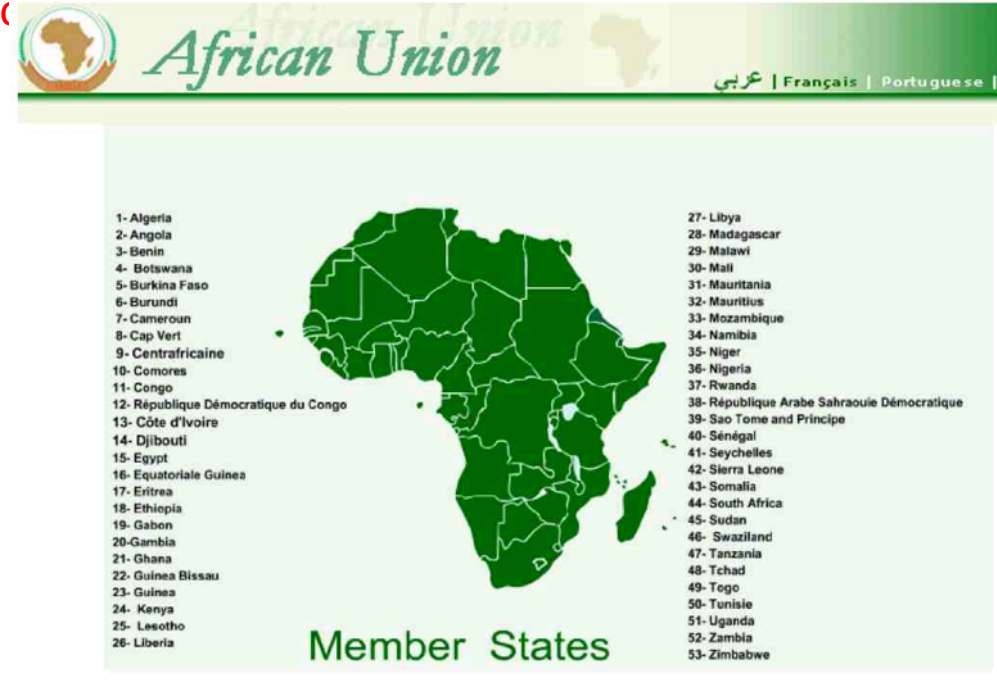 African Union
عربي | Français | Portuguese |
1- Algeria
2- Angola
3- Benin
4- Botswana
5- Burkina Faso
6- Burundi
7- Cameroun
8- Cap Vert
9- Centrafricaine
10- Comores
11- Congo
12- République Démocratique du Congo
13- Côte d'Ivoire
14- Djibouti
15- Egypt
16- Equatoriale Guinea
17- Eritrea
18- Ethiopia
19- Gabon
20-Gambia
21- Ghana
22- Guinea Bissau
23- Guinea
24- Kenya
25- Lesotho
26- Liberia
27- Libya
28- Madagascar
29- Malawi
30- Mali
31- Mauritania
32- Mauritius
33- Mozambique
34- Namibia
35- Niger
36- Nigeria
37- Rwanda
38- République Arabe Sahraouie Démocratique
39- Sao Tome and Principe
40- Sénégal
41- Seychelles
42- Sierra Leone
43- Somalia
44- South Africa
45- Sudan
46- Swaziland
47- Tanzania
48- Tchad
49- Togo
50- Tunisie
51- Uganda
52- Zambia
53- Zimbabwe
Member States